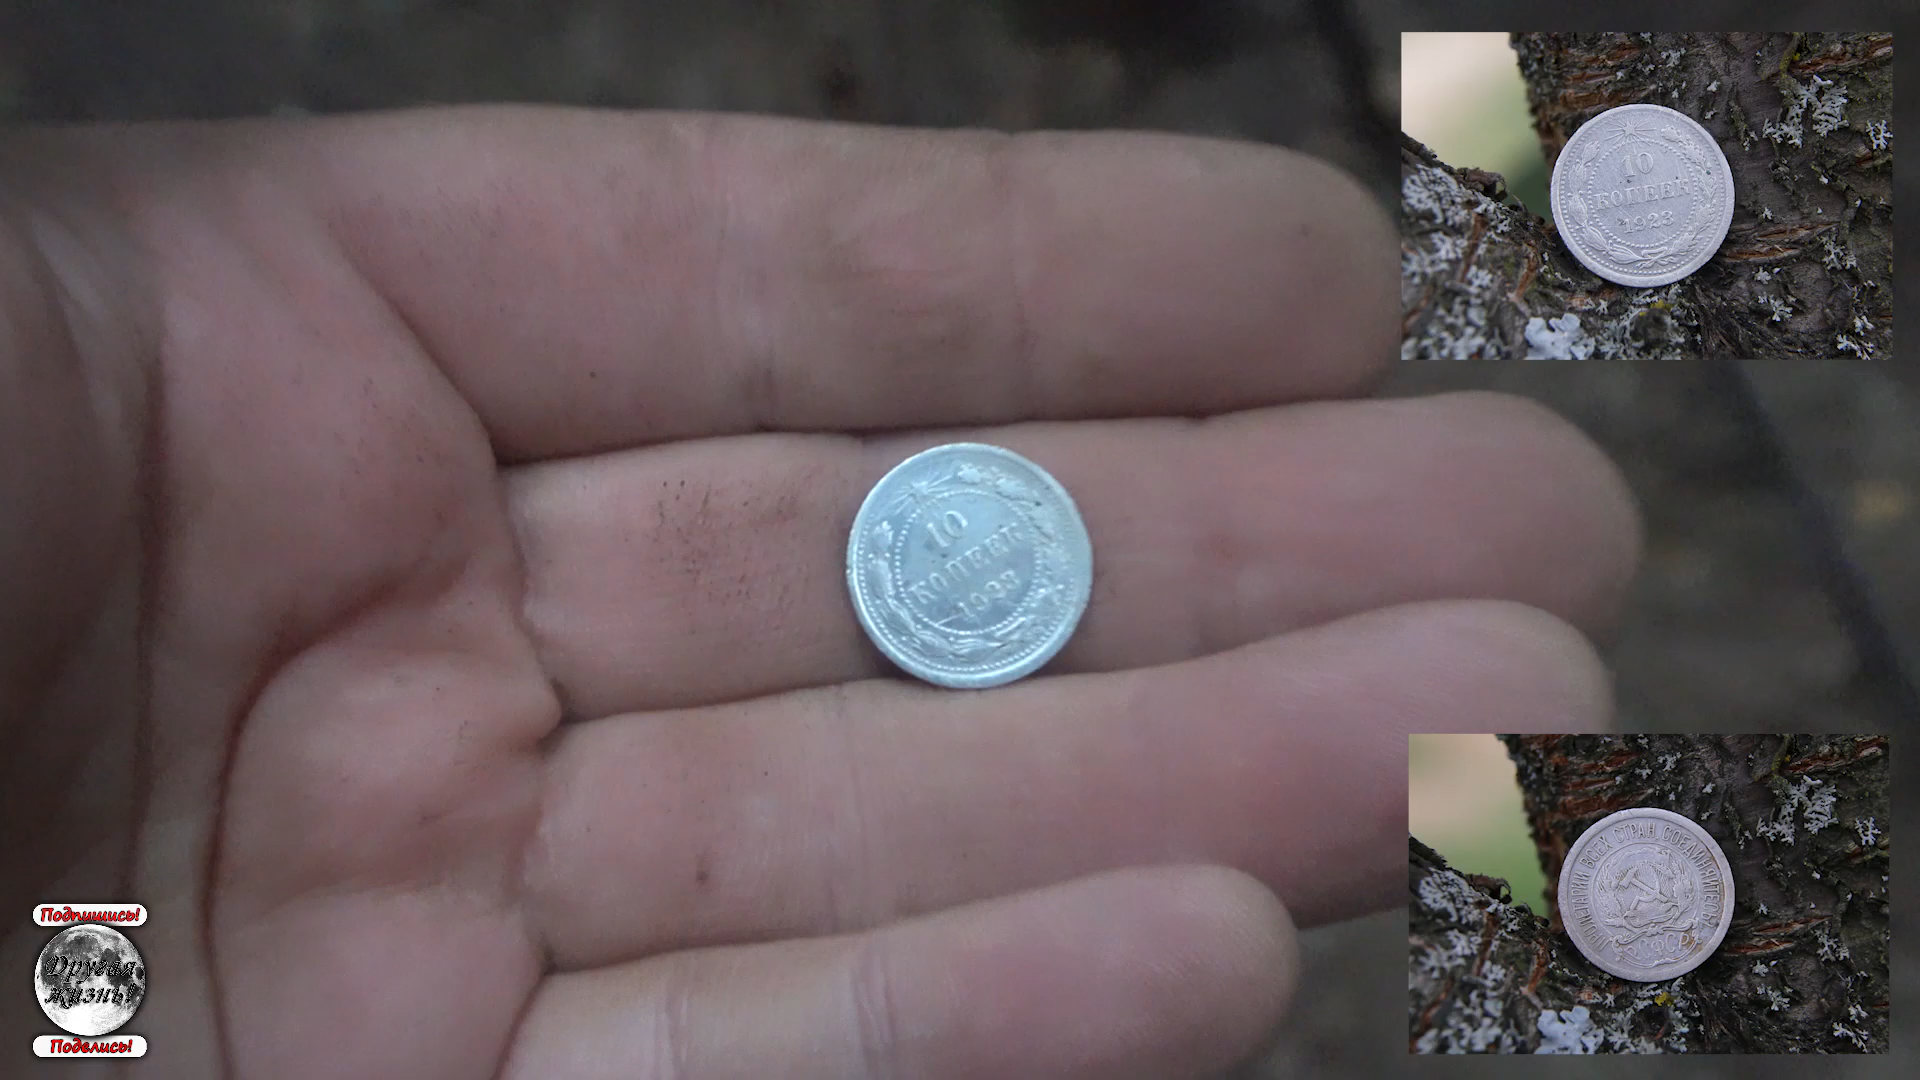 10
КОПЕЕК
1923
10
КОПЕЕК
1923
ПРОЛЕТАРИИ ВСЕХ СТРАН, СОЕДИНЯЙТЕСЬ!
Р.С.Ф.С.Р.
Подпишись!
Другая
жизнь!
Поделись!